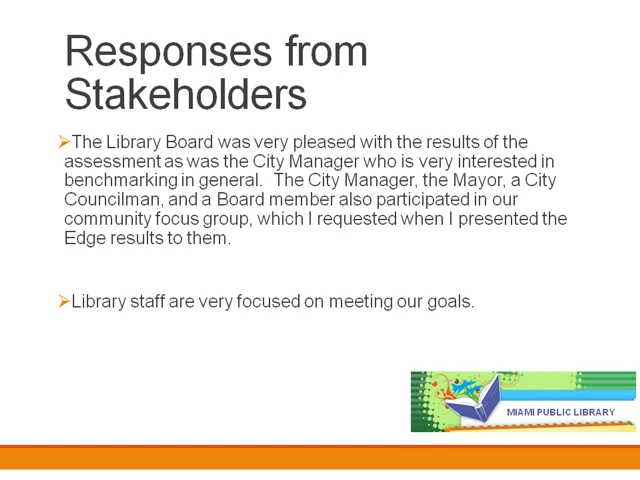 Responses from
Stakeholders
➢The Library Board was very pleased with the results of the
assessment as was the City Manager who is very interested in
benchmarking in general.  The City Manager, the Mayor, a City
Councilman, and a Board member also participated in our
community focus group, which I requested when I presented the
Edge results to them.
➢Library staff are very focused on meeting our goals.
MIAMI PUBLIC LIBRARY